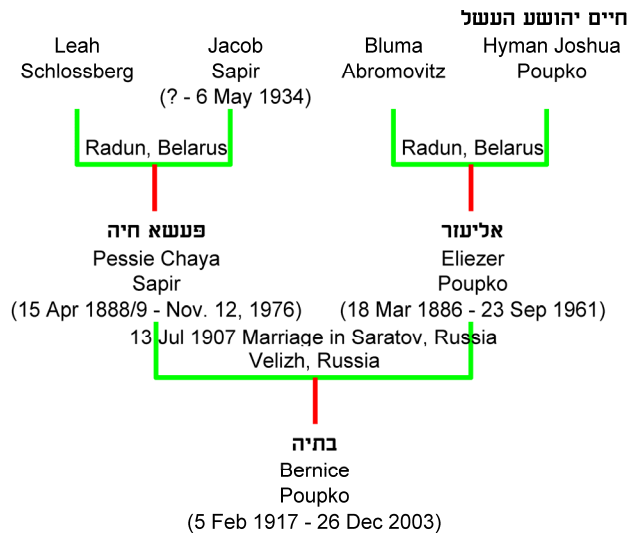 חיים יהושע העשל
Leah
Schlossberg
Jacob
Sapir
(? - 6 May 1934)
Bluma
Abromovitz
Hyman Joshua
Poupko
Radun, Belarus
Radun, Belarus
פעשא חיה
Pessie Chaya
Sapir
(15 Apr 1888/9 - Nov. 12, 1976)
אליעזר
Eliezer
Poupko
(18 Mar 1886 - 23 Sep 1961)
13 Jul 1907 Marriage in Saratov, Russia
Velizh, Russia
בתיה
Bernice
Poupko
(5 Feb 1917 - 26 Dec 2003)